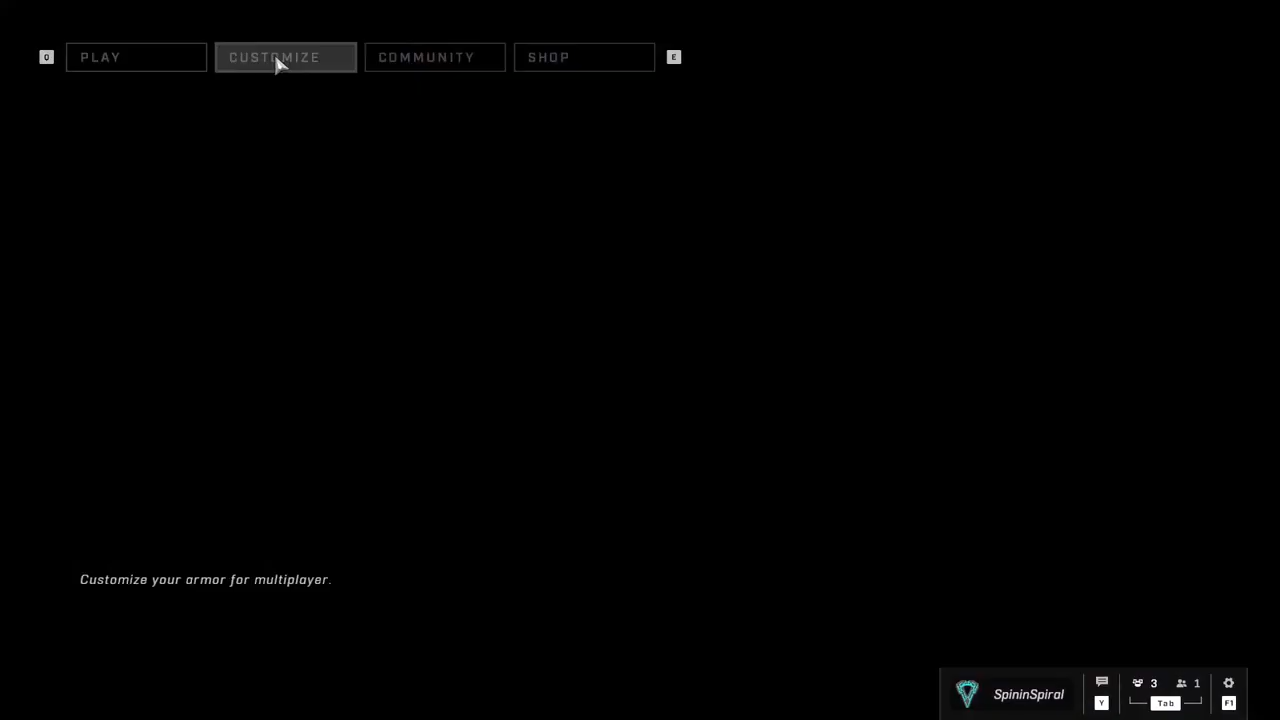 Q PLAY CUSTOMIZE COMMUNITY SHOP E
Customize your armor for multiplayer.
SpininSpiral 3 1
Y Tab F1